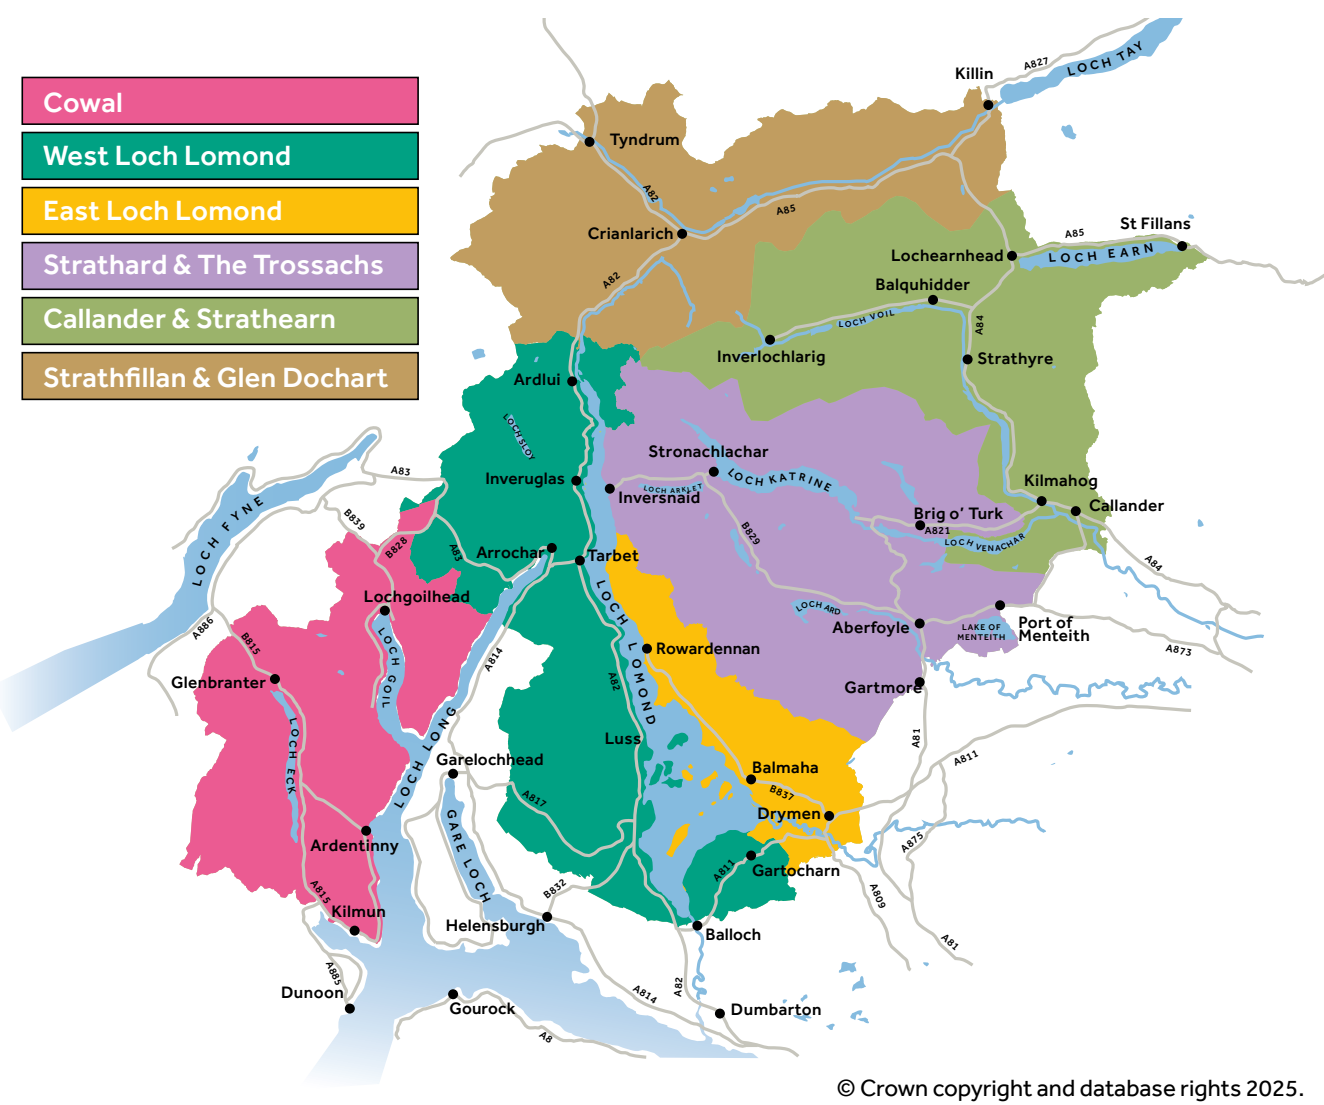 Cowal
West Loch Lomond
East Loch Lomond
Strathard & The Trossachs
Callander & Strathearn
Strathfillan & Glen Dochart
Killin
A827
LOCH TAY
Tyndrum
A82
A85
Crianlarich
A82
St Fillans
A85
LOCH EARN
Lochearnhead
Balquhidder
LOCH VOIL
A84
Inverlochlarig
Strathyre
Ardlui
LOCH SLOY
Stronachlachar
LOCH KATRINE
A83
Inveruglas
LOCH ARKLET
Inversnaid
Kilmahog
Callander
Brig o' Turk
A821
LOCH VENACHAR
LOCH FYNE
B839
B828
A83
B829
A84
Arrochar
Tarbet
Lochgoilhead
LOCH ARD
Aberfoyle
LAKE OF
MENTEITH
Port of
Menteith
A873
A886
B815
LOCH GOIL
A814
LOCH LOMOND
Rowardennan
Glenbranter
A82
Gartmore
LOCH ECK
LOCH LONG
Luss
A81
A811
Garelochhead
Balmaha
B837
A817
Drymen
GARE LOCH
Ardentinny
A875
A811
Gartocharn
A815
B832
A809
Kilmun
Helensburgh
Balloch
A81
A885
Dunoon
A814
A82
Gourock
Dumbarton
A8
© Crown copyright and database rights 2025.